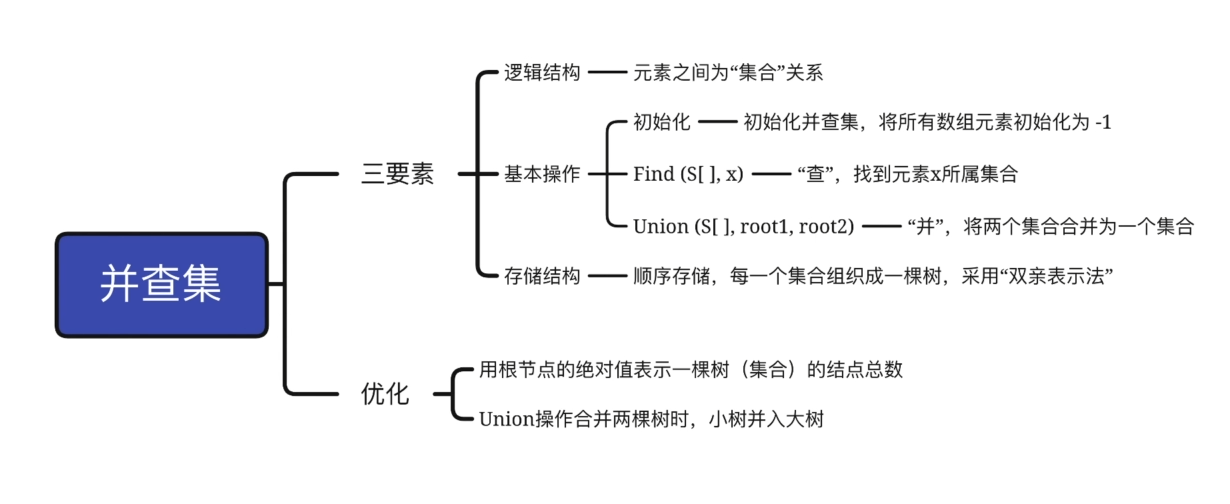 并查集
三要素
逻辑结构
元素之间为“集合”关系
基本操作
初始化
初始化并查集，将所有数组元素初始化为 -1
Find (S[ ], x)
“查”，找到元素x所属集合
Union (S[ ], root1, root2)
“并”，将两个集合合并为一个集合
存储结构
顺序存储，每一个集合组织成一棵树，采用“双亲表示法”
优化
用根节点的绝对值表示一棵树（集合）的结点总数
Union操作合并两棵树时，小树并入大树